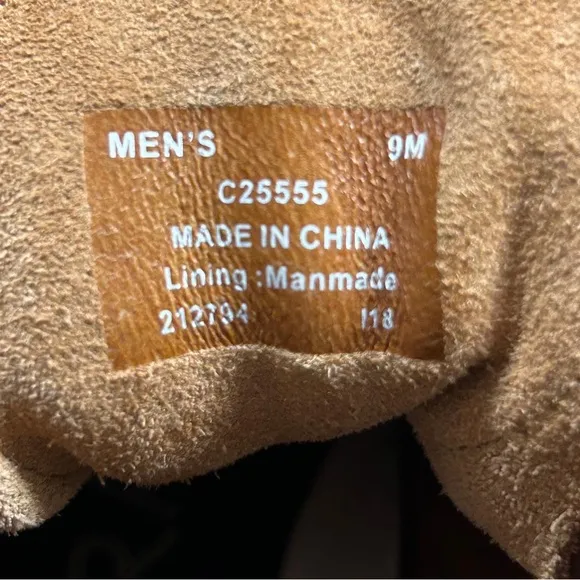 MEN'S 9M
C25555
MADE IN CHINA
Lining :Manmade
212794 I18